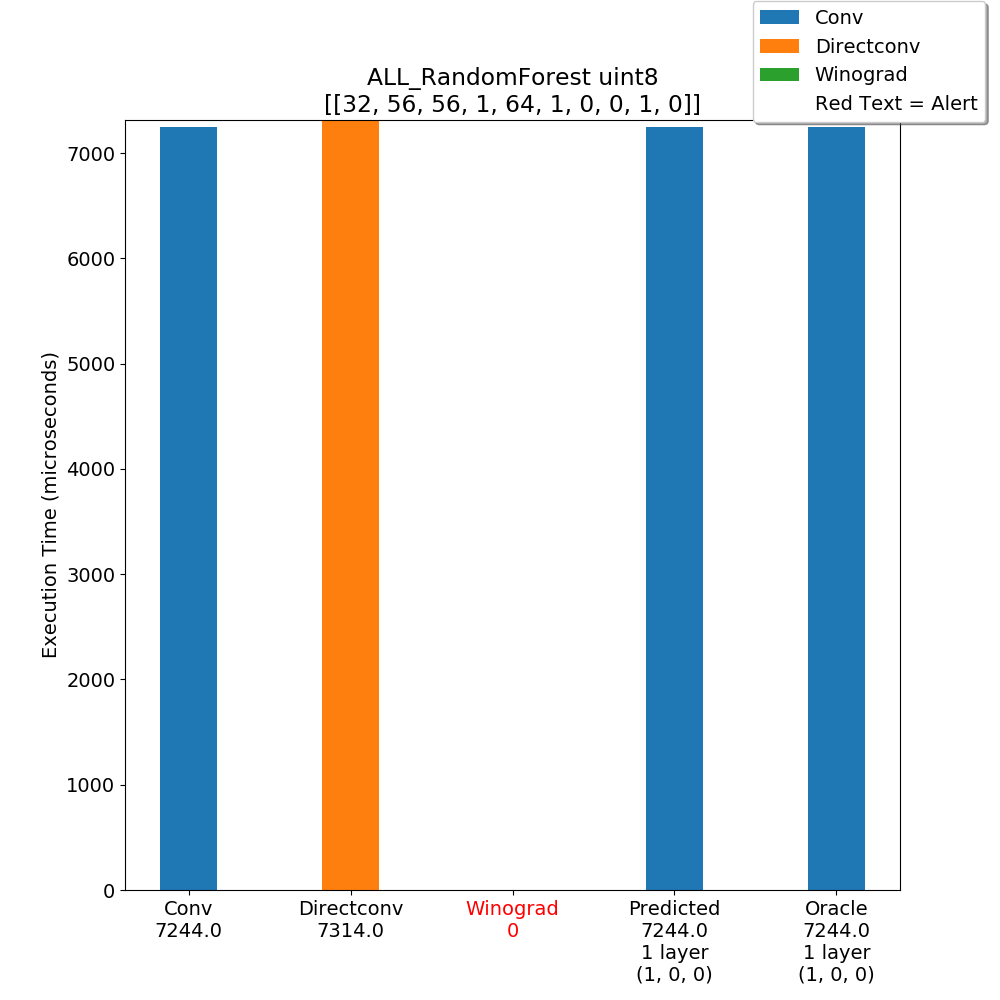 Conv
Directconv
Winograd
Red Text = Alert
ALL_RandomForest uint8
[[32, 56, 56, 1, 64, 1, 0, 0, 1, 0]]
Execution Time (microseconds)
7000
6000
5000
4000
3000
2000
1000
0
Conv
7244.0
Directconv
7314.0
Winograd
0
Predicted
7244.0
1 layer
(1, 0, 0)
Oracle
7244.0
1 layer
(1, 0, 0)